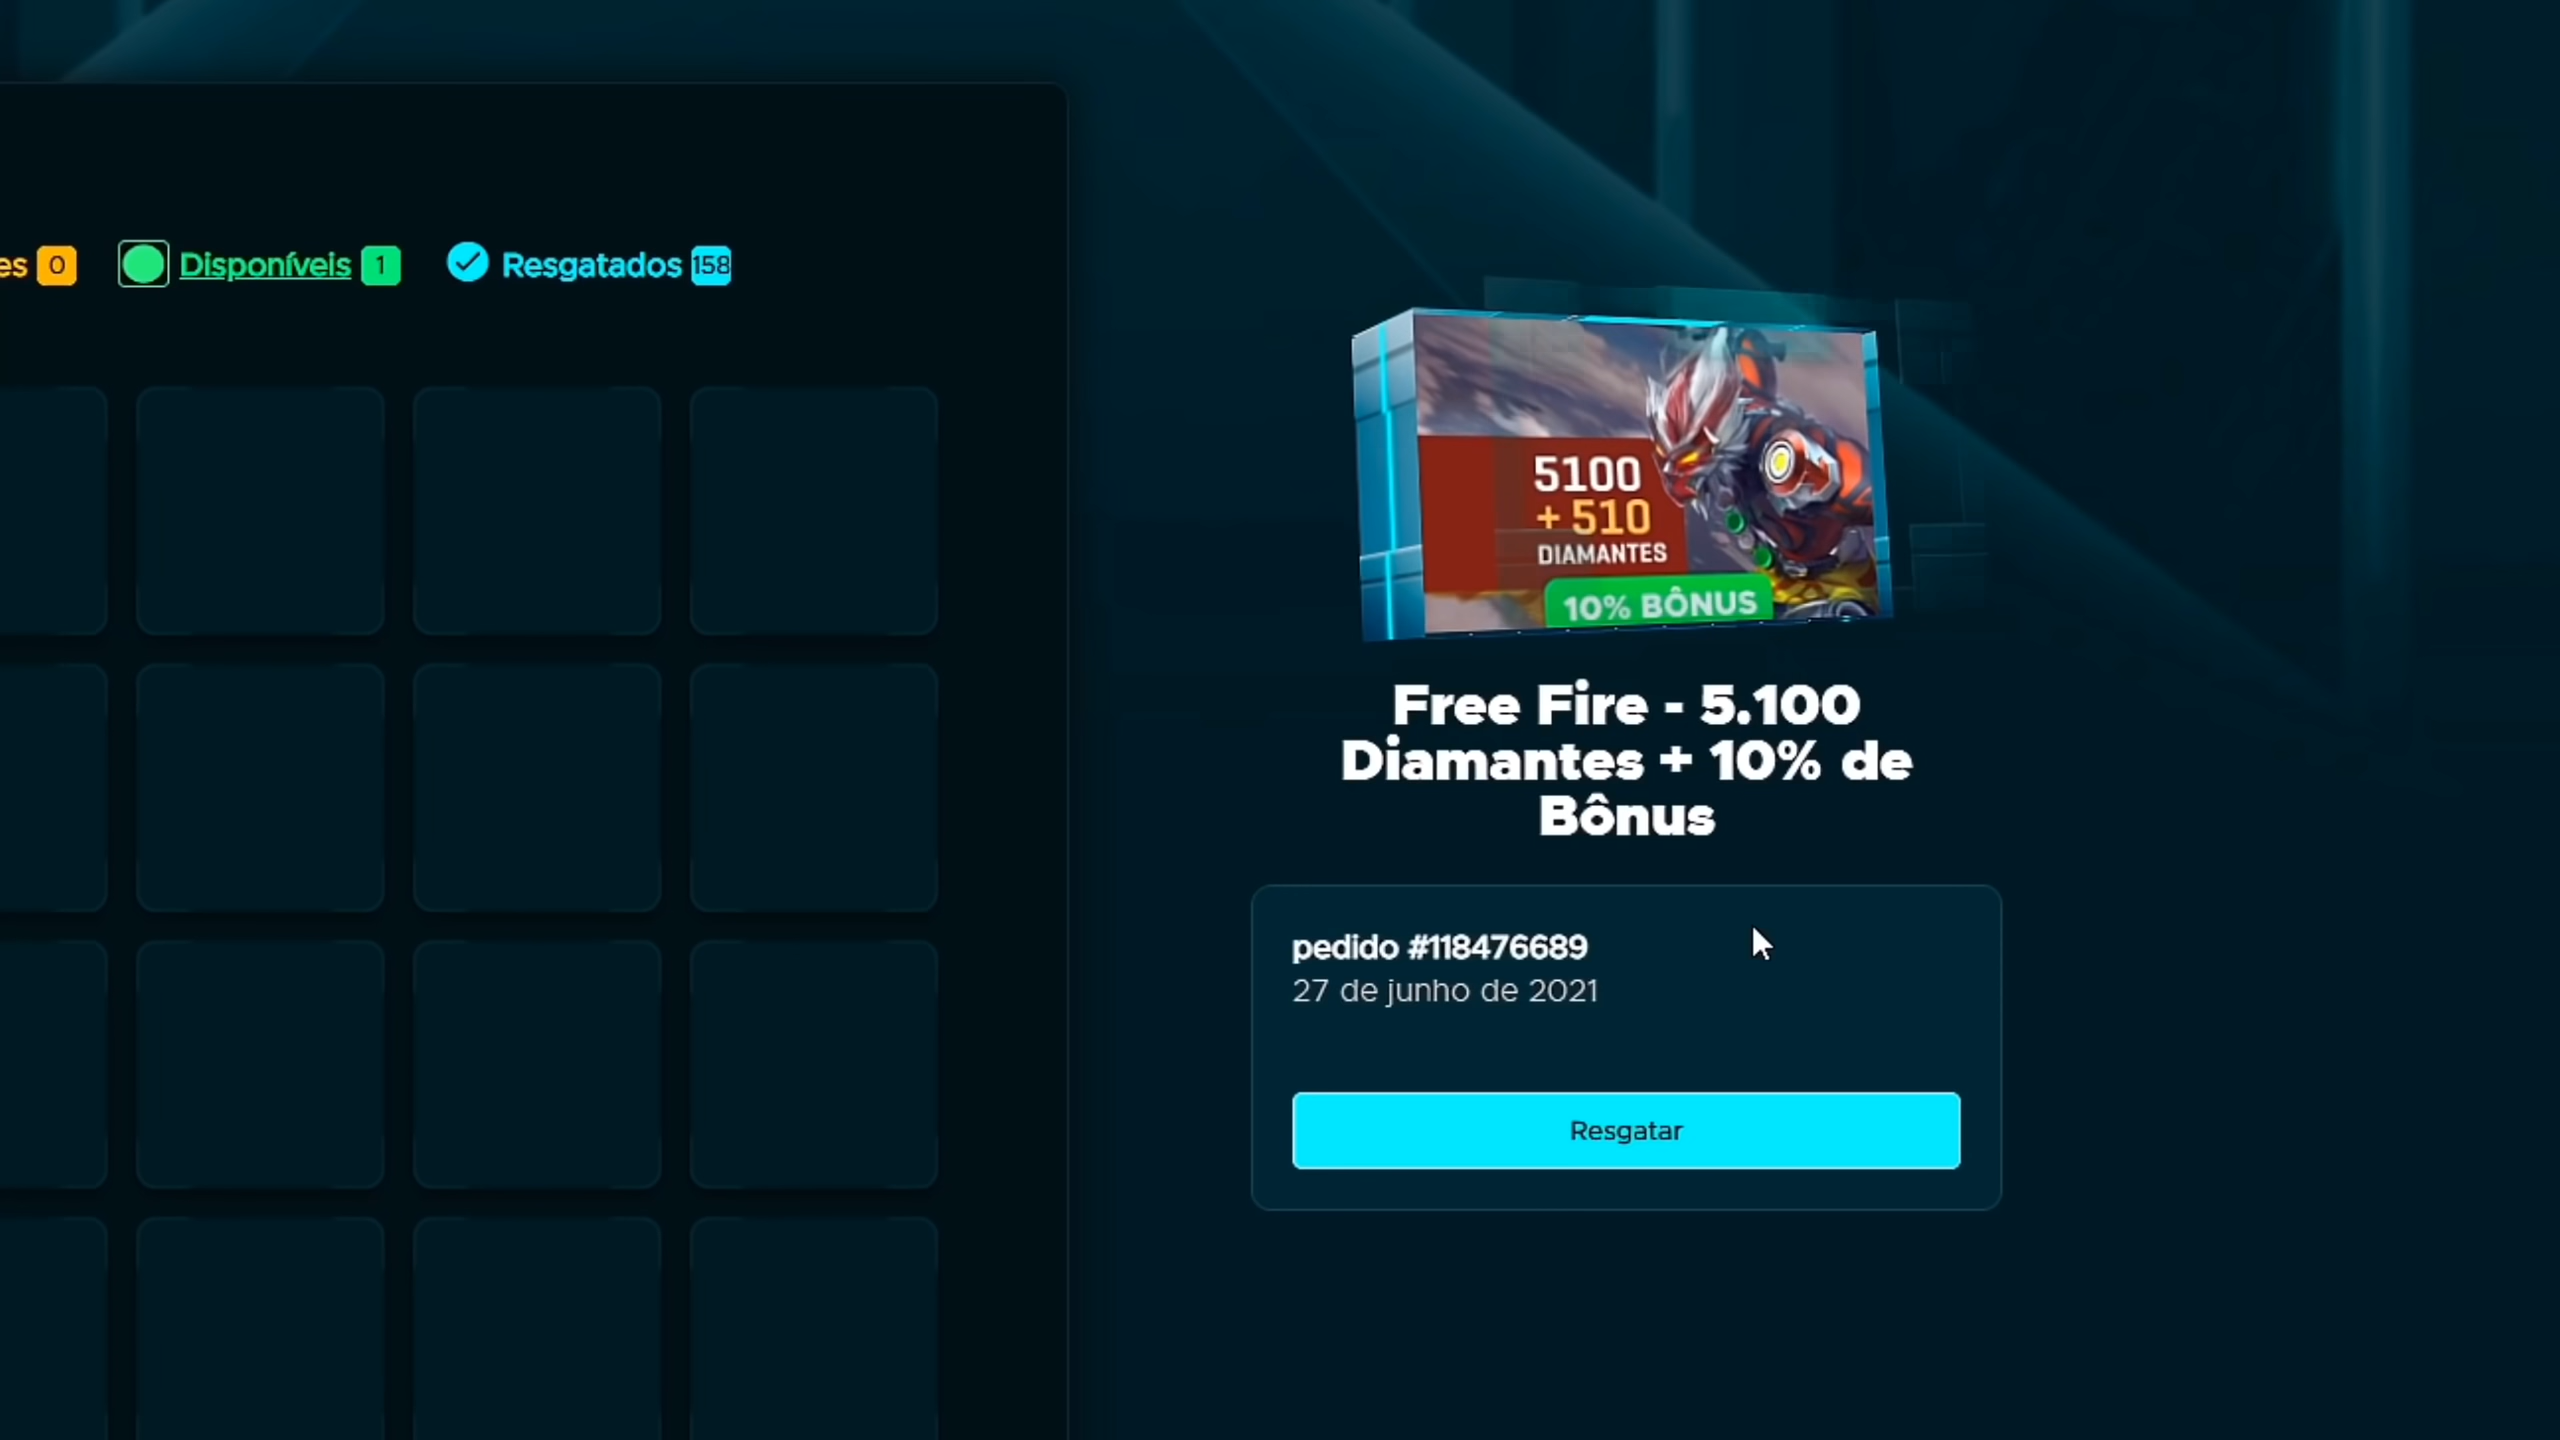 es 0 Disponíveis 1 Resgatados 158
5100
+ 510
DIAMANTES
10% BÔNUS
Free Fire - 5.100
Diamantes + 10% de
Bônus
pedido #118476689
27 de junho de 2021
Resgatar